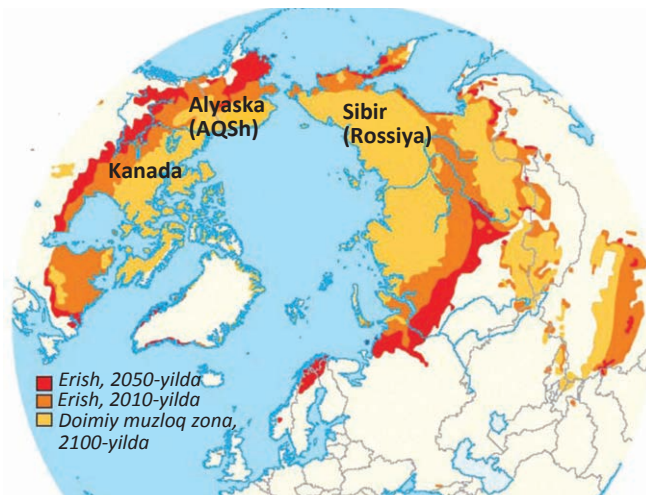 Alyaska
(AQSh)
Sibir
(Rossiya)
Kanada
Erish, 2050-yilda
Erish, 2010-yilda
Doimiy muzloq zona,
2100-yilda